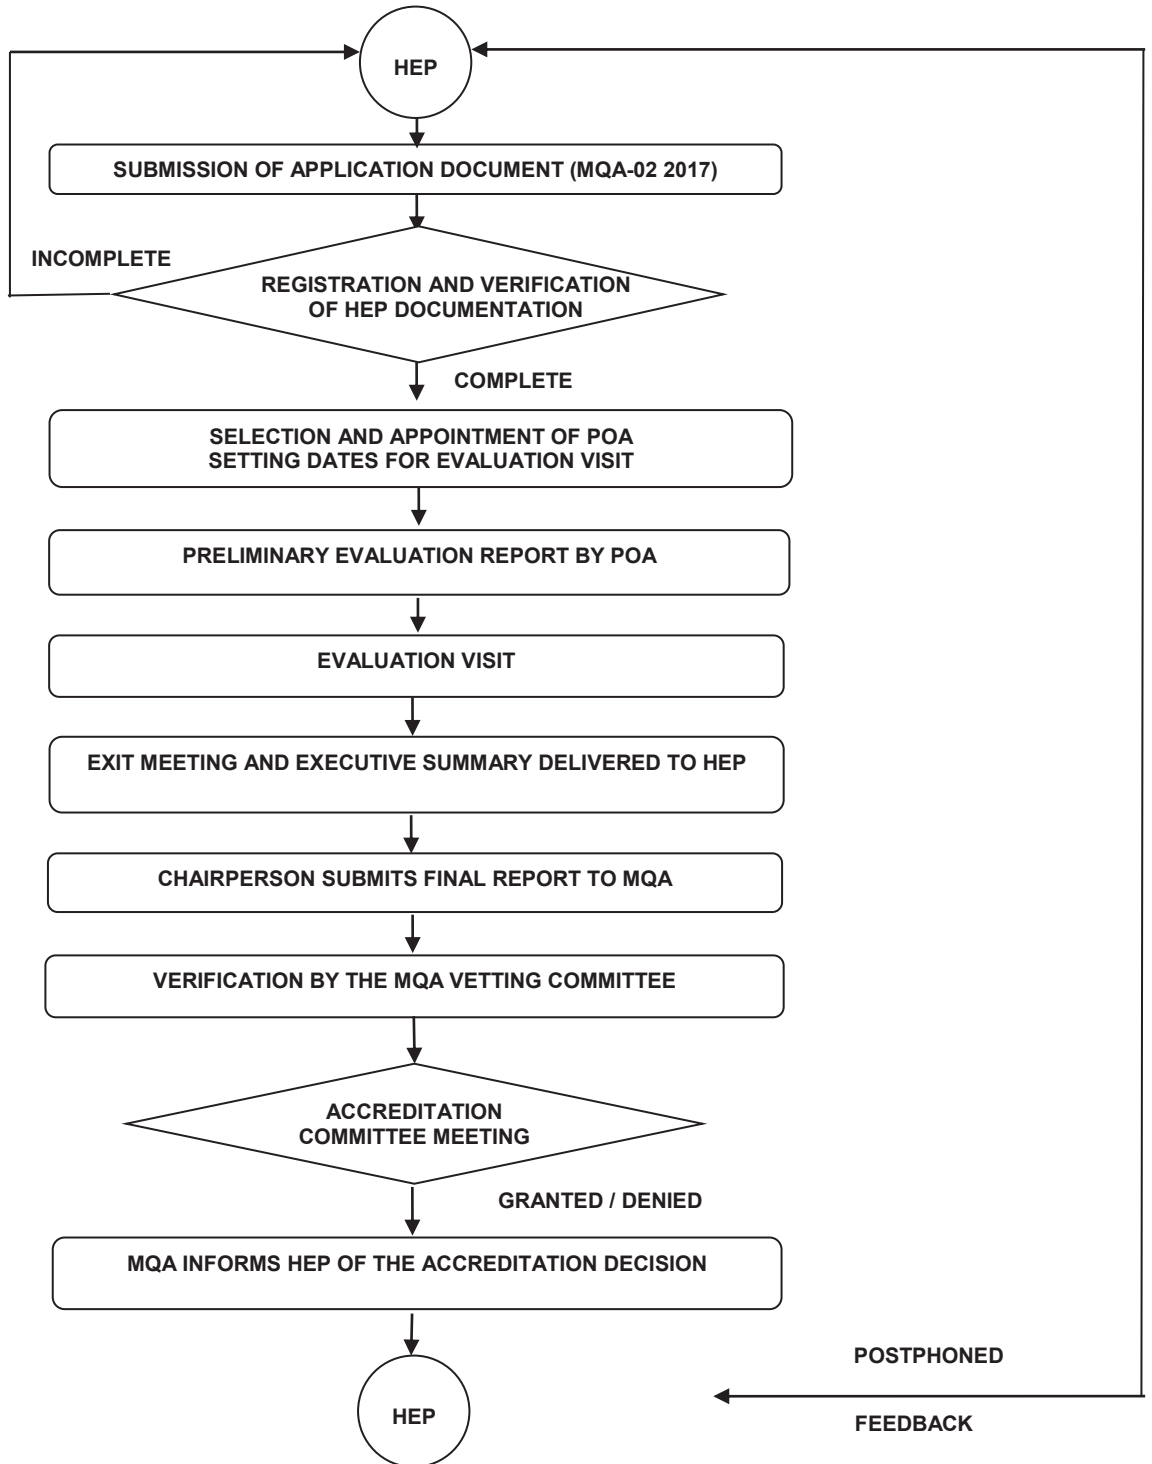 HEP
SUBMISSION OF APPLICATION DOCUMENT (MQA-02 2017)
INCOMPLETE
REGISTRATION AND VERIFICATION
OF HEP DOCUMENTATION
COMPLETE
SELECTION AND APPOINTMENT OF POA
SETTING DATES FOR EVALUATION VISIT
PRELIMINARY EVALUATION REPORT BY POA
EVALUATION VISIT
EXIT MEETING AND EXECUTIVE SUMMARY DELIVERED TO HEP
CHAIRPERSON SUBMITS FINAL REPORT TO MQA
VERIFICATION BY THE MQA VETTING COMMITTEE
ACCREDITATION
COMMITTEE MEETING
GRANTED / DENIED
MQA INFORMS HEP OF THE ACCREDITATION DECISION
POSTPHONED
HEP
FEEDBACK